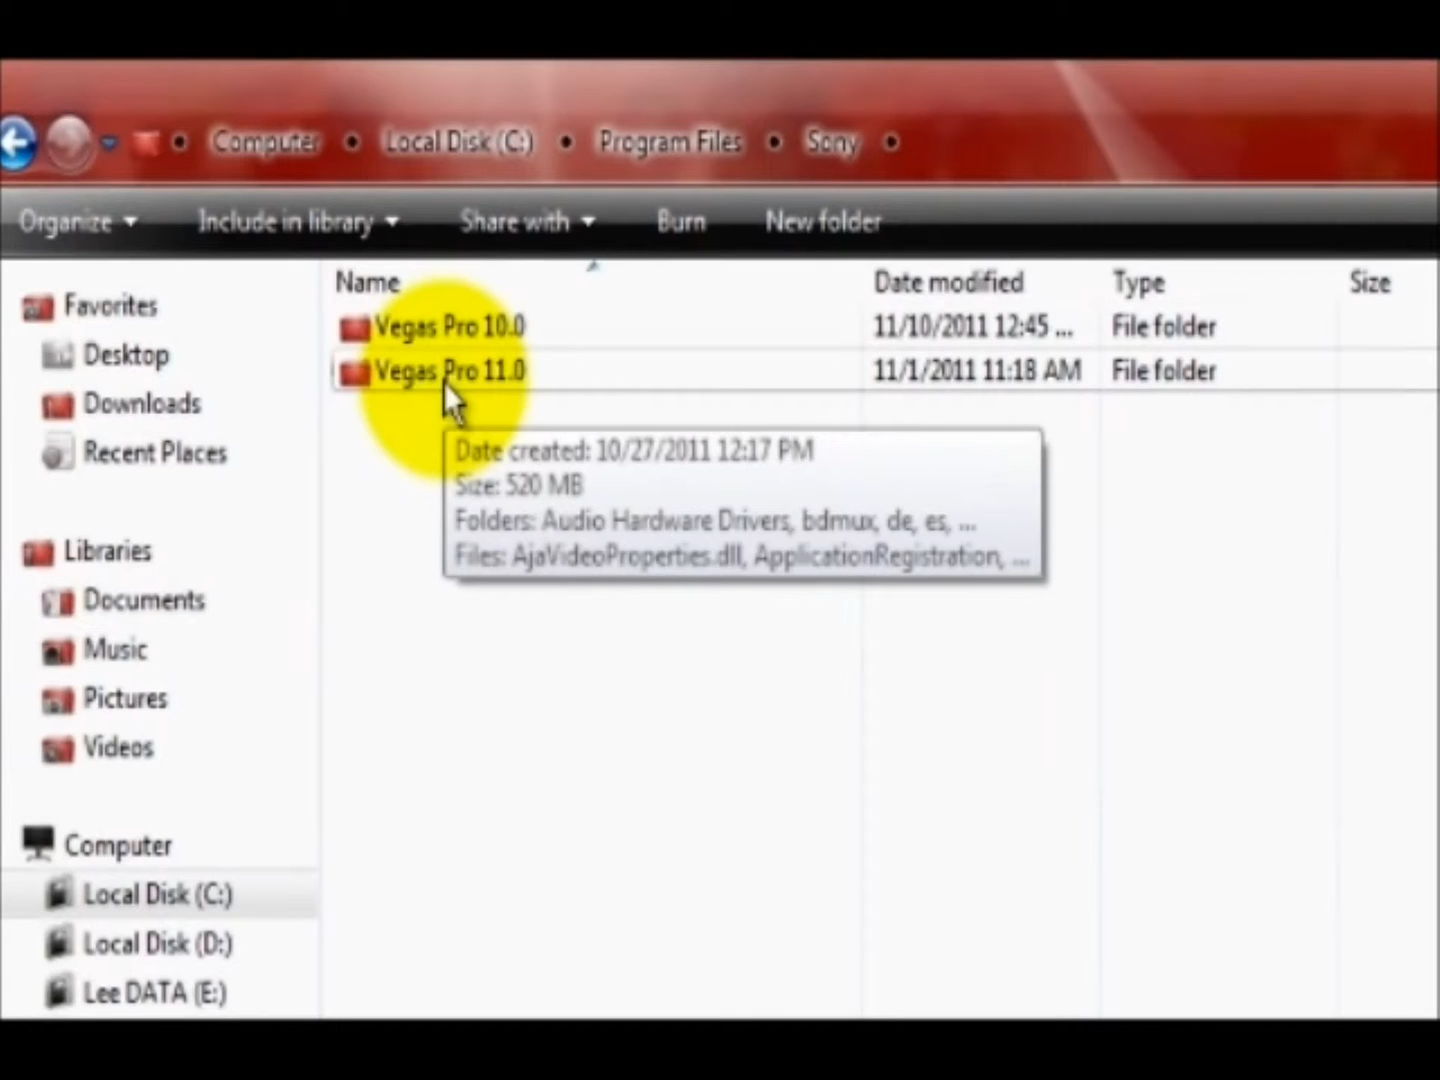 Computer Local Disk (C:) Program Files Sony
Organize Include in library Share with Burn New folder
Name Date modified Type Size
Vegas Pro 10.0 11/10/2011 12:45 ... File folder
Vegas Pro 11.0 11/1/2011 11:18 AM File folder
Date created: 10/27/2011 12:17 PM
Size: 520 MB
Folders: Audio Hardware Drivers, bdmux, de, es, ...
Files: AjaVideoProperties.dll, ApplicationRegistration, ...
Favorites
Desktop
Downloads
Recent Places
Libraries
Documents
Music
Pictures
Videos
Computer
Local Disk (C:)
Local Disk (D:)
Lee DATA (E:)